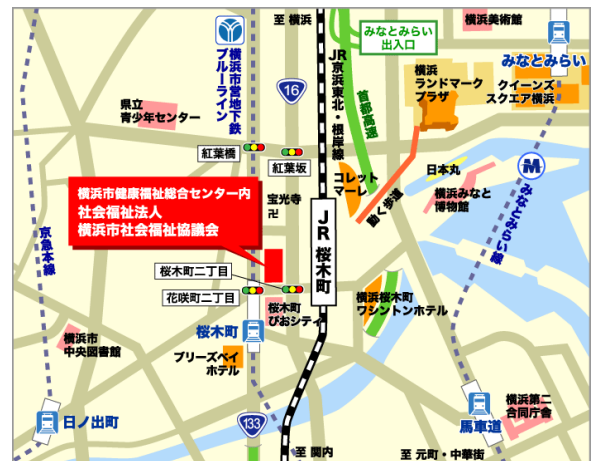 至 横浜
みなとみらい
出入口
横浜美術館
みなとみらい
横浜市営地下鉄
ブルーライン
16
JR京浜東北・根岸線
首都高速
横浜
ランドマーク
プラザ
クイーンズ
スクエア横浜
県立
青少年センター
紅葉橋
紅葉坂
コレット
マーレ
動く歩道
日本丸
横浜みなと
博物館
M
みなとみらい線
横浜市健康福祉総合センター内
社会福祉法人
横浜市社会福祉協議会
宝光寺
卍
JR 桜木町
京急本線
桜木町二丁目
花咲町二丁目
桜木町
ぴおシティ
横浜桜木町
ワシントンホテル
桜木町
ブリーズベイ
ホテル
横浜市
中央図書館
日ノ出町
133
馬車道
横浜第二
合同庁舎
至 関内
至 元町・中華街